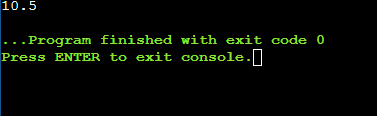 10.5
...Program finished with exit code 0
Press ENTER to exit console.